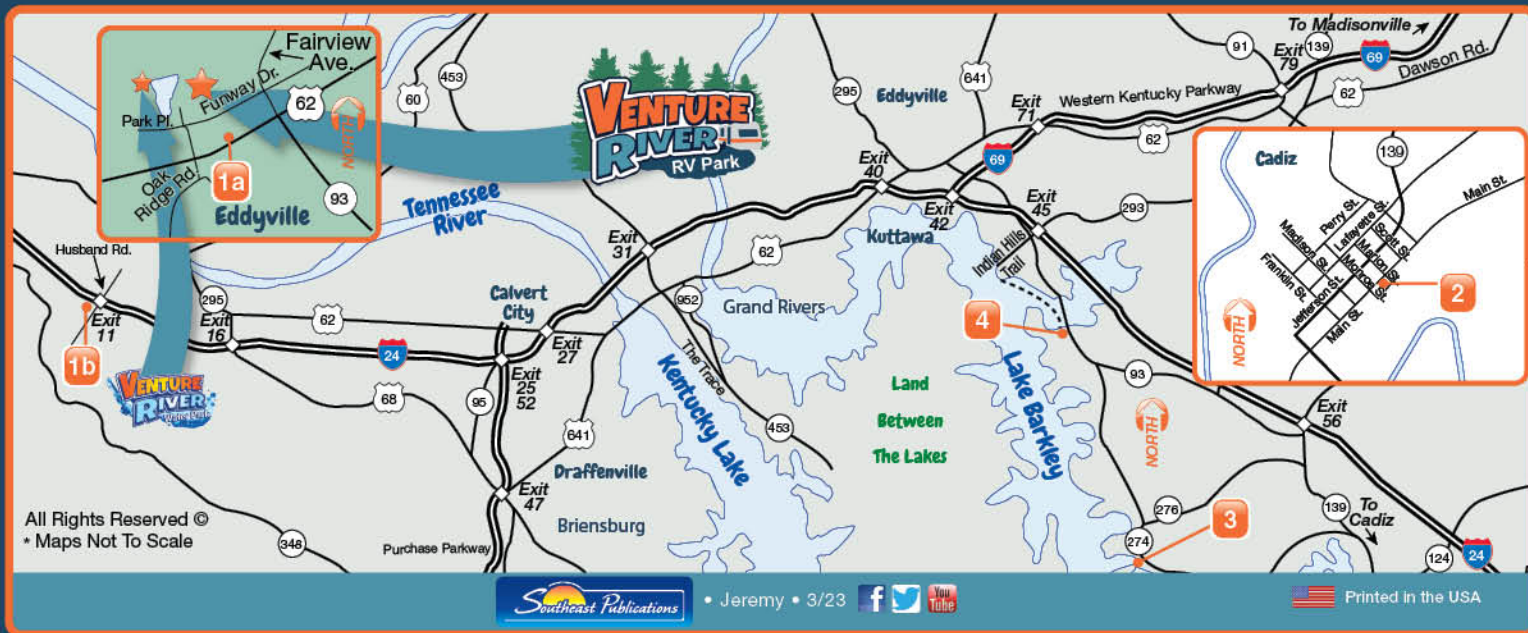 Fairview
Ave.
Funway Dr.
62
Park Pl.
NORTH
1a
Oak
Ridge Rd.
Eddyville
93
VENTURE
RIVER
RV Park
453
60
295
Eddyville
641
91
Exit
79
139
To Madisonville
69
Dawson Rd.
62
Western Kentucky Parkway
Exit
71
62
69
Exit
40
Exit
42
Exit
45
293
Tennessee
River
Kuttawa
Indian Hills
Trail
Exit
31
62
Cadiz
139
Main St.
Perry St.
Lafayette St.
Scott St.
Madison St.
Marion St.
Monroe St.
Franklin St.
Jefferson St.
Main St.
2
NORTH
Husband Rd.
Exit
11
1b
295
Exit
16
62
24
Calvert
City
Exit
27
Exit
25
52
952
Grand Rivers
4
The Trace
VENTURE
RIVER
68
95
641
Kentucky Lake
453
Land
Between
The Lakes
Lake Barkley
93
NORTH
Exit
56
Draffenville
Exit
47
Briensburg
276
3
274
139
To
Cadiz
124
24
All Rights Reserved ©
* Maps Not To Scale
348
Purchase Parkway
Southeast Publications
• Jeremy • 3/23
f
You
Tube
Printed in the USA